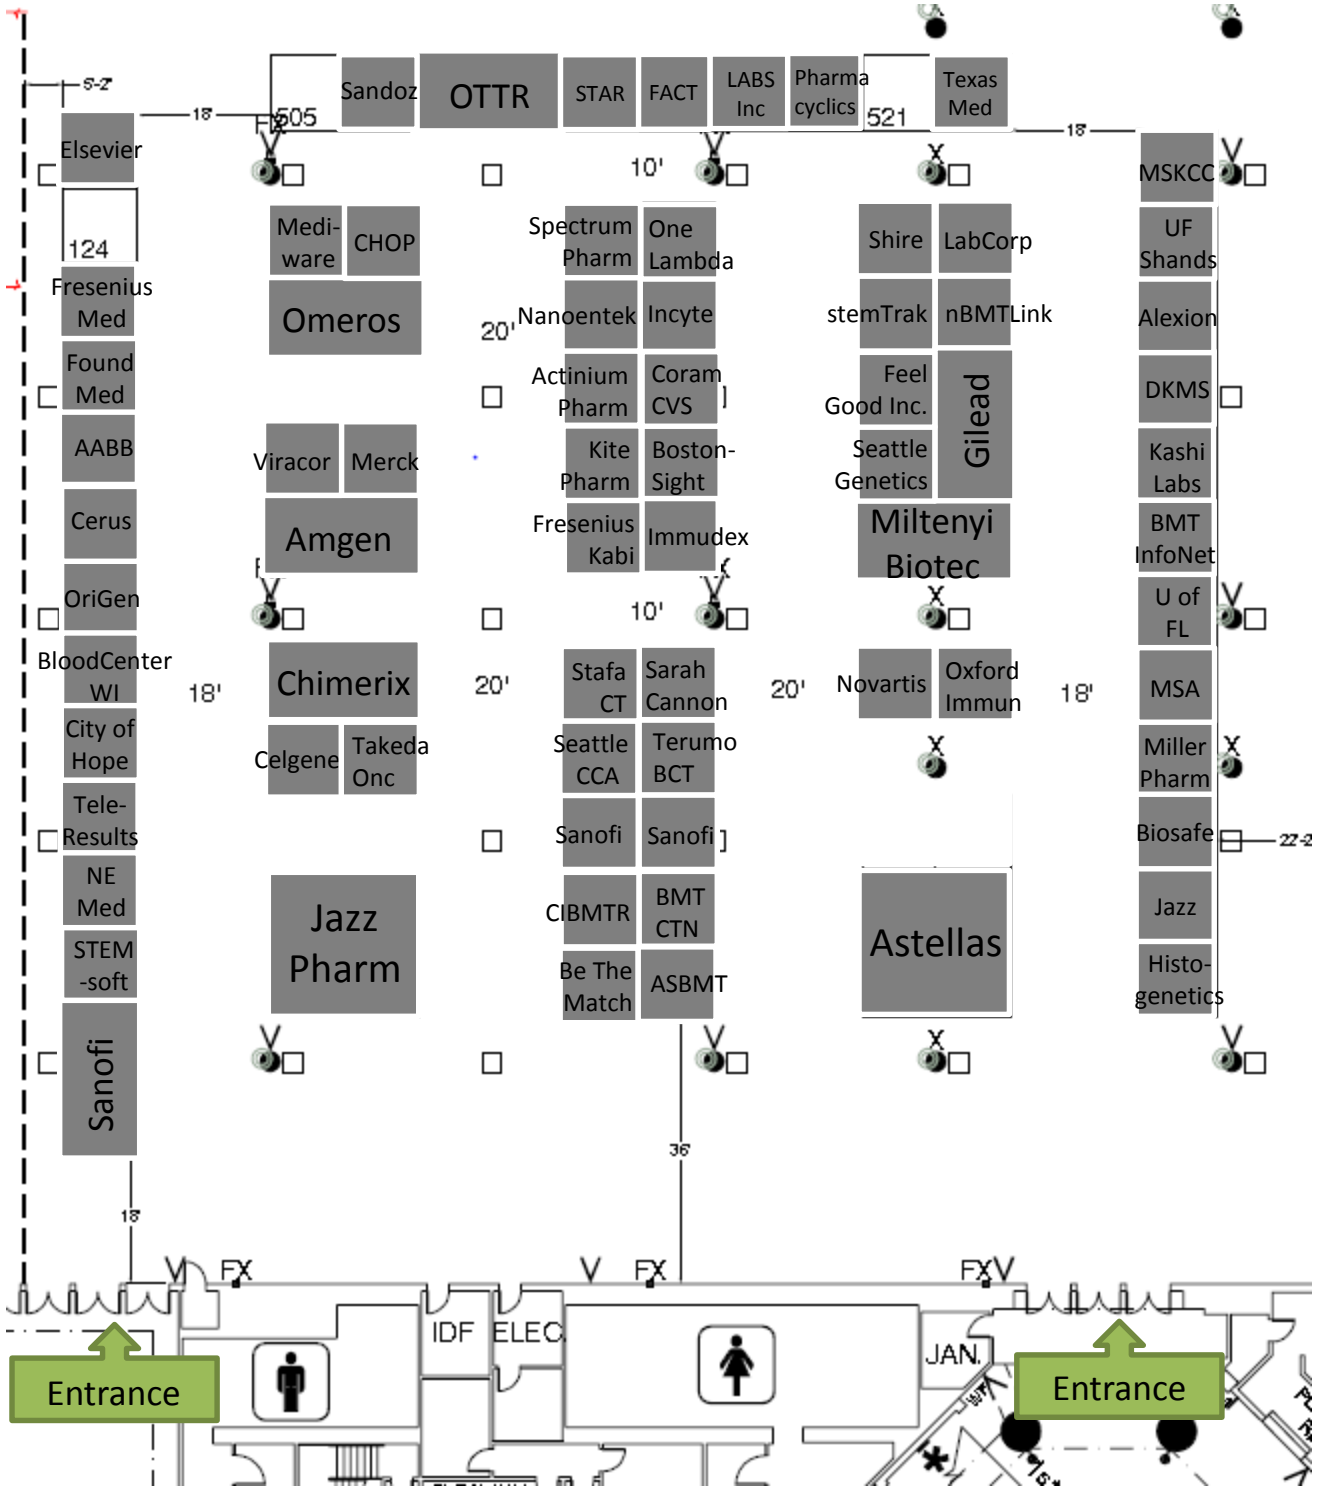 Sandoz
OTTR
STAR
FACT
LABS
Inc
Pharma
cyclics
Texas
Med
6'-2"
18'
505
521
18'
FX
V
V
X
V
10'
Elsevier
124
Fresenius
Med
Found
Med
AABB
Cerus
OriGen
BloodCenter
WI
City of
Hope
Tele-
Results
NE
Med
STEM
-soft
Sanofi
18'
18'
Medi-
ware
CHOP
Omeros
20'
Viracor
Merck
Amgen
V
Chimerix
20'
Celgene
Takeda
Onc
Jazz
Pharm
V
Spectrum
Pharm
One
Lambda
Nanoentek
Incyte
Actinium
Pharm
Coram
CVS
Kite
Pharm
Boston-
Sight
Fresenius
Kabi
Immudex
V
X
10'
Stafa
CT
Sarah
Cannon
20'
Seattle
CCA
Terumo
BCT
Sanofi
Sanofi
CIBMTR
BMT
CTN
Be The
Match
ASBMT
V
36'
Shire
LabCorp
stemTrak
nBMTLink
Feel
Good Inc.
Gilead
Seattle
Genetics
Miltenyi
Biotec
X
Novartis
Oxford
Immun
18'
X
Astellas
X
MSKCC
UF
Shands
Alexion
DKMS
Kashi
Labs
BMT
InfoNet
U of
FL
V
MSA
Miller
Pharm
X
Biosafe
22'-2
Jazz
Histo-
genetics
V
V
FX
V
FX
FX
V
IDF
ELEC.
JAN.
Entrance
Entrance